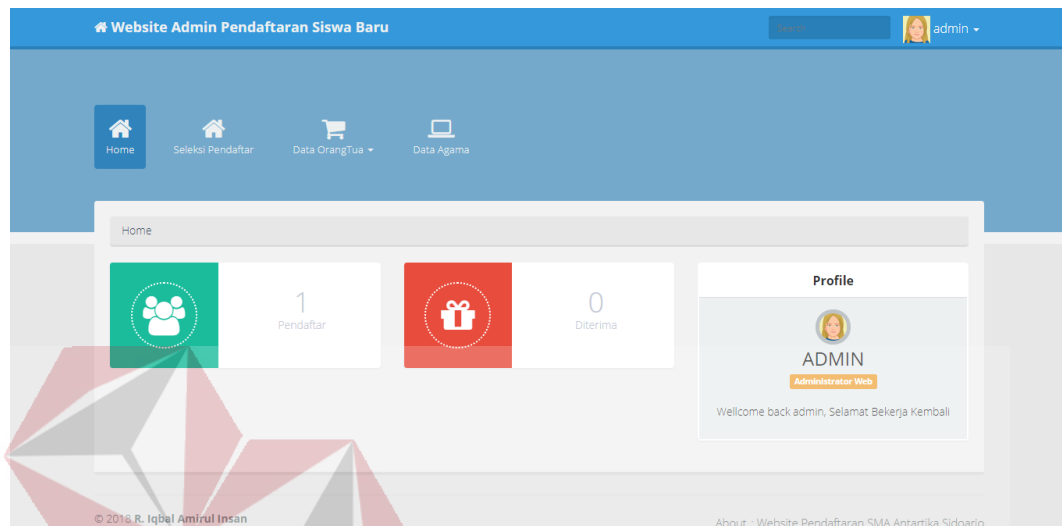 Website Admin Pendaftaran Siswa Baru
Search
admin
Home
Seleksi Pendaftar
Data OrangTua
Data Agama
Home
1
Pendaftar
0
Diterima
Profile
ADMIN
Administrator Web
Wellcome back admin, Selamat Bekerja Kembali
© 2018 R. Iqbal Amirul Insan
About : Website Pendaftaran SMA Antartika Sidoarjo